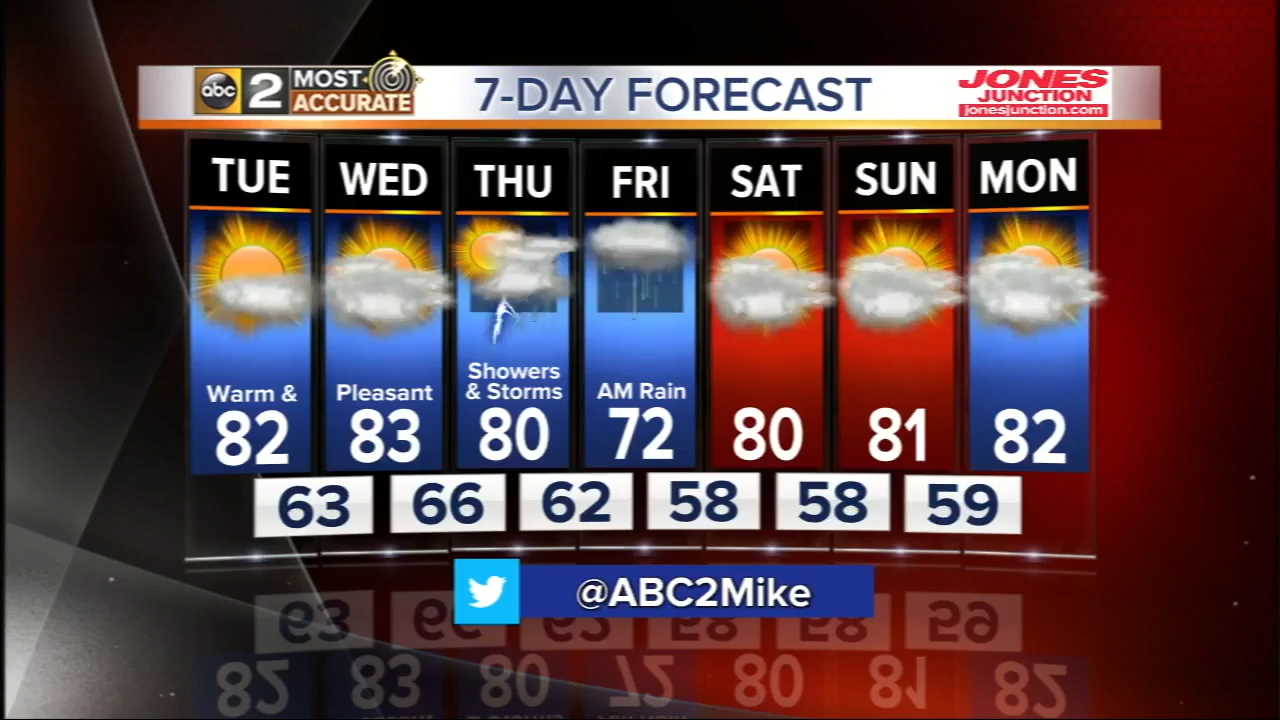 abc 2 MOST ACCURATE
7-DAY FORECAST
JONES
JUNCTION
jonesjunction.com
TUE WED THU FRI SAT SUN MON
Warm &
Pleasant
Showers
& Storms
AM Rain
82 83 80 72 80 81 82
63 66 62 58 58 59
@ABC2Mike